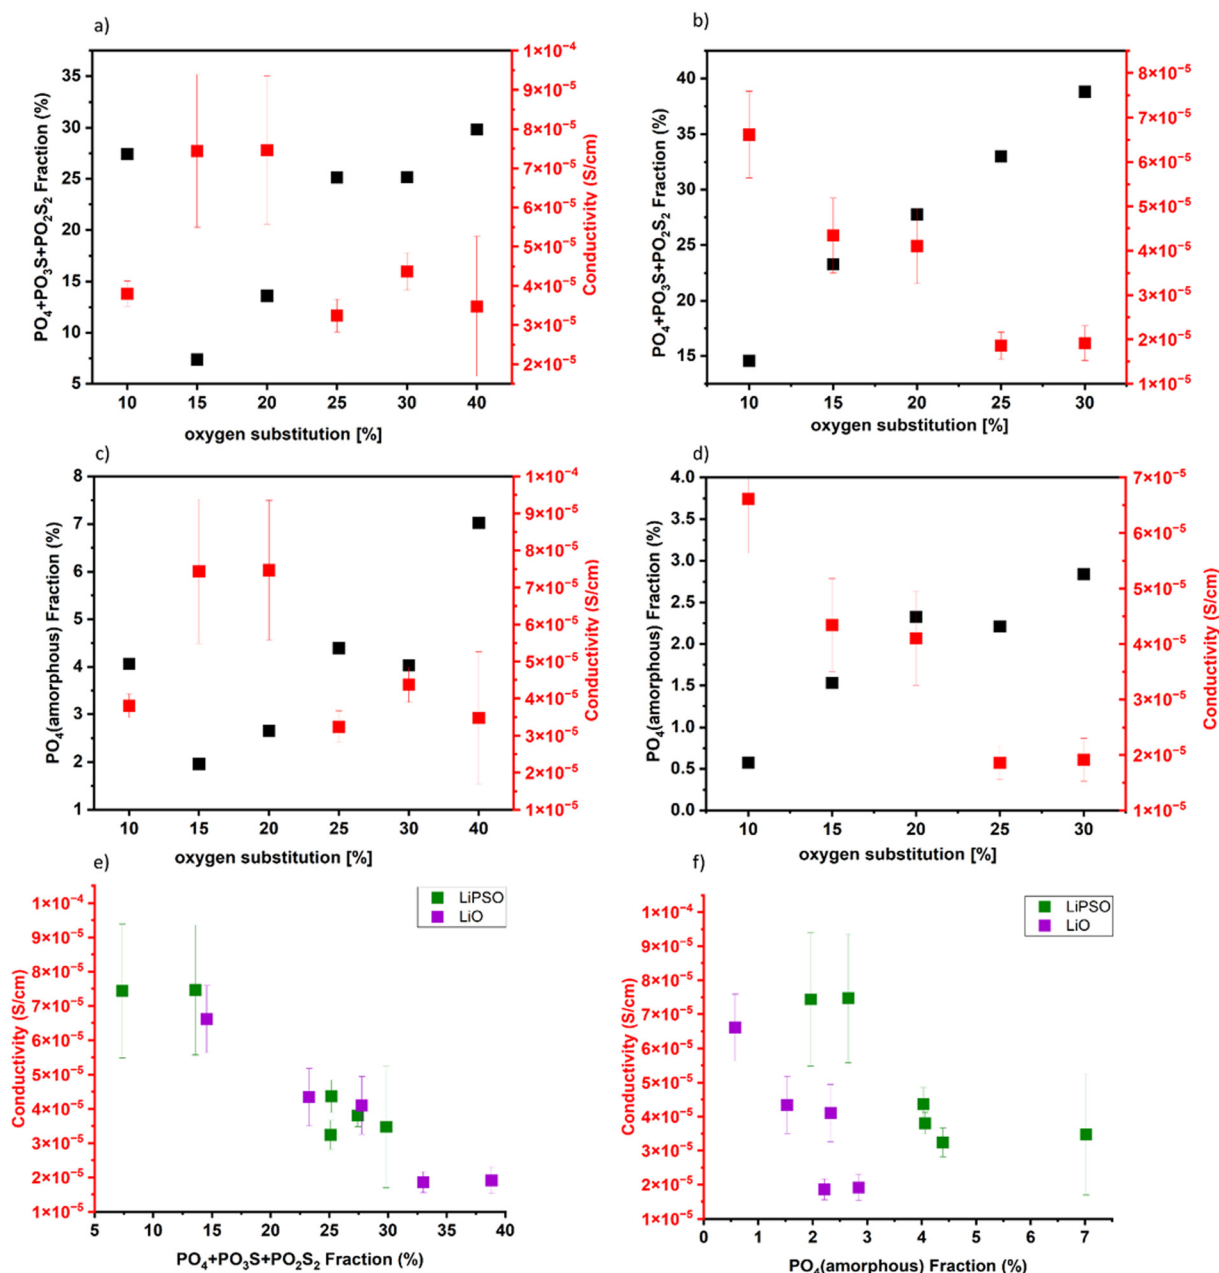 a)
35
30
25
20
15
10
5
PO₄+PO₃S+PO₂S₂ Fraction (%)
1×10⁻⁴
9×10⁻⁵
8×10⁻⁵
7×10⁻⁵
6×10⁻⁵
5×10⁻⁵
4×10⁻⁵
3×10⁻⁵
2×10⁻⁵
Conductivity (S/cm)
10 15 20 25 30 40
oxygen substitution [%]
b)
40
35
30
25
20
15
PO₄+PO₃S+PO₂S₂ Fraction (%)
8×10⁻⁵
7×10⁻⁵
6×10⁻⁵
5×10⁻⁵
4×10⁻⁵
3×10⁻⁵
2×10⁻⁵
1×10⁻⁵
Conductivity (S/cm)
10 15 20 25 30
oxygen substitution [%]
c)
8
7
6
5
4
3
2
1
PO₄(amorphous) Fraction (%)
1×10⁻⁴
9×10⁻⁵
8×10⁻⁵
7×10⁻⁵
6×10⁻⁵
5×10⁻⁵
4×10⁻⁵
3×10⁻⁵
2×10⁻⁵
1×10⁻⁵
Conductivity (S/cm)
10 15 20 25 30 40
oxygen substitution [%]
d)
4.0
3.5
3.0
2.5
2.0
1.5
1.0
0.5
0.0
PO₄(amorphous) Fraction (%)
7×10⁻⁵
6×10⁻⁵
5×10⁻⁵
4×10⁻⁵
3×10⁻⁵
2×10⁻⁵
1×10⁻⁵
Conductivity (S/cm)
10 15 20 25 30
oxygen substitution [%]
e)
LiPSO
LiO
1×10⁻⁴
9×10⁻⁵
8×10⁻⁵
7×10⁻⁵
6×10⁻⁵
5×10⁻⁵
4×10⁻⁵
3×10⁻⁵
2×10⁻⁵
1×10⁻⁵
Conductivity (S/cm)
5 10 15 20 25 30 35 40
PO₄+PO₃S+PO₂S₂ Fraction (%)
f)
LiPSO
LiO
1×10⁻⁴
9×10⁻⁵
8×10⁻⁵
7×10⁻⁵
6×10⁻⁵
5×10⁻⁵
4×10⁻⁵
3×10⁻⁵
2×10⁻⁵
1×10⁻⁵
Conductivity (S/cm)
0 1 2 3 4 5 6 7
PO₄(amorphous) Fraction (%)